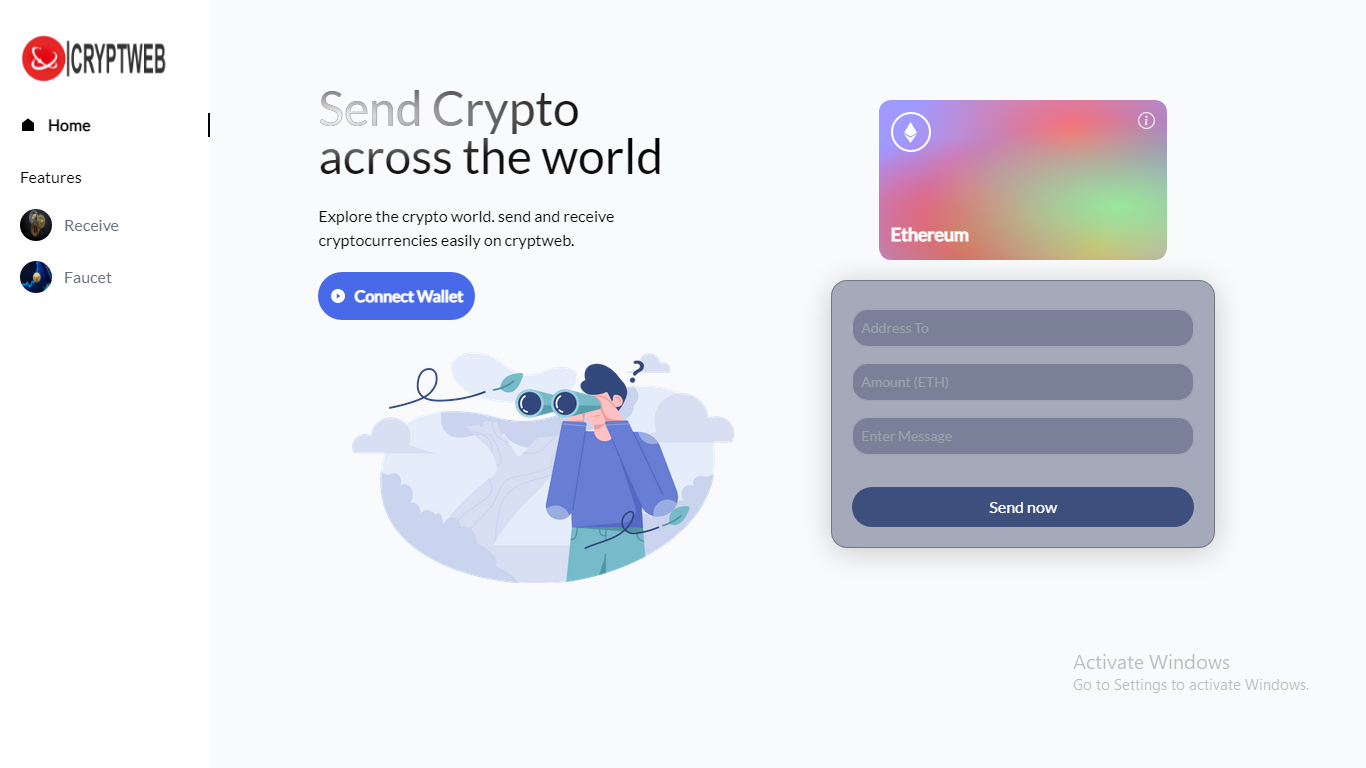 |CRYPTWEB
Home
Features
Receive
Faucet
Send Crypto
across the world
Explore the crypto world. send and receive
cryptocurrencies easily on cryptweb.
Connect Wallet
?
Ethereum
Address To
Amount (ETH)
Enter Message
Send now
Activate Windows
Go to Settings to activate Windows.